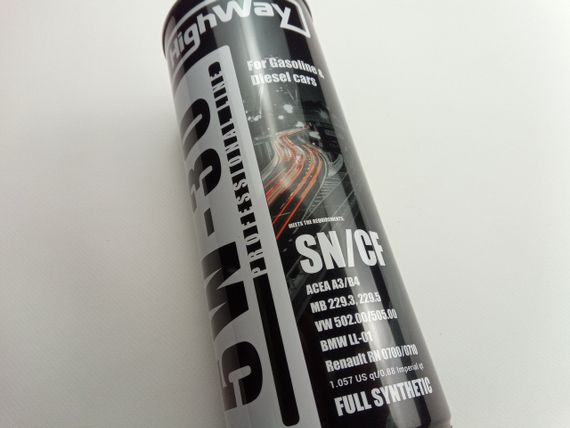 HighWay
5W-30
PROFESSIONAL LINE
For Gasoline &
Diesel cars
MEETS THE REQUIREMENTS:
SN/CF
ACEA A3/B4
MB 229.3, 229.5
VW 502.00/505.00
BMW LL-01
Renault RN 0700/0710
1.057 US qt/0.88 Imperial qt
FULL SYNTHETIC